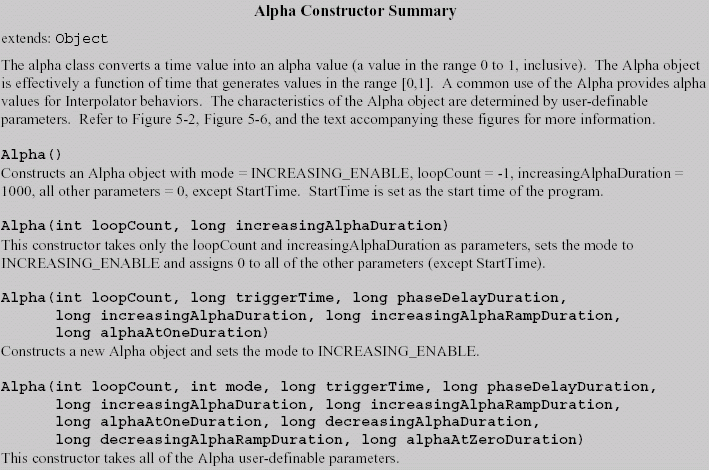 Alpha Constructor Summary
extends: Object
The alpha class converts a time value into an alpha value (a value in the range 0 to 1, inclusive).  The Alpha object
is effectively a function of time that generates values in the range [0,1].  A common use of the Alpha provides alpha
values for Interpolator behaviors.  The characteristics of the Alpha object are determined by user-definable
parameters.  Refer to Figure 5-2, Figure 5-6, and the text accompanying these figures for more information.
Alpha()
Constructs an Alpha object with mode = INCREASING_ENABLE, loopCount = -1, increasingAlphaDuration =
1000, all other parameters = 0, except StartTime.  StartTime is set as the start time of the program.
Alpha(int loopCount, long increasingAlphaDuration)
This constructor takes only the loopCount and increasingAlphaDuration as parameters, sets the mode to
INCREASING_ENABLE and assigns 0 to all of the other parameters (except StartTime).
Alpha(int loopCount, long triggerTime, long phaseDelayDuration,
long increasingAlphaDuration, long increasingAlphaRampDuration,
long alphaAtOneDuration)
Constructs a new Alpha object and sets the mode to INCREASING_ENABLE.
Alpha(int loopCount, int mode, long triggerTime, long phaseDelayDuration,
long increasingAlphaDuration, long increasingAlphaRampDuration,
long alphaAtOneDuration, long decreasingAlphaDuration,
long decreasingAlphaRampDuration, long alphaAtZeroDuration)
This constructor takes all of the Alpha user-definable parameters.